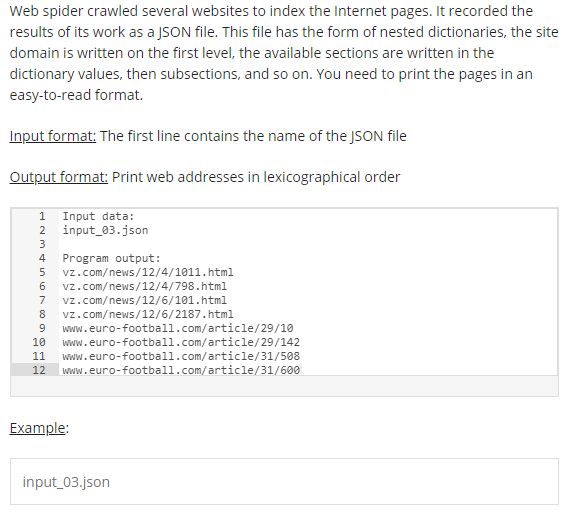 Web spider crawled several websites to index the Internet pages. It recorded the
results of its work as a JSON file. This file has the form of nested dictionaries, the site
domain is written on the first level, the available sections are written in the
dictionary values, then subsections, and so on. You need to print the pages in an
easy-to-read format.
Input format: The first line contains the name of the JSON file
Output format: Print web addresses in lexicographical order
1 Input data:
2 input_03.json
3
4 Program output:
5 vz.com/news/12/4/1011.html
6 vz.com/news/12/4/798.html
7 vz.com/news/12/6/101.html
8 vz.com/news/12/6/2187.html
9 www.euro-football.com/article/29/10
10 www.euro-football.com/article/29/142
11 www.euro-football.com/article/31/508
12 www.euro-football.com/article/31/600
Example:
input_03.json